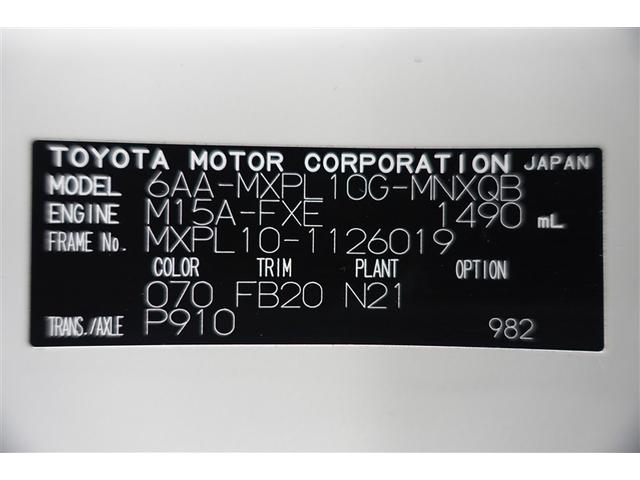 TOYOTA MOTOR CORPORATION JAPAN
MODEL 6AA-MXPL10G-MNXQB
ENGINE M15A-FXE 1490 mL
FRAME No. MXPL10-1126019
COLOR TRIM PLANT OPTION
070 FB20 N21
TRANS./AXLE P910 982